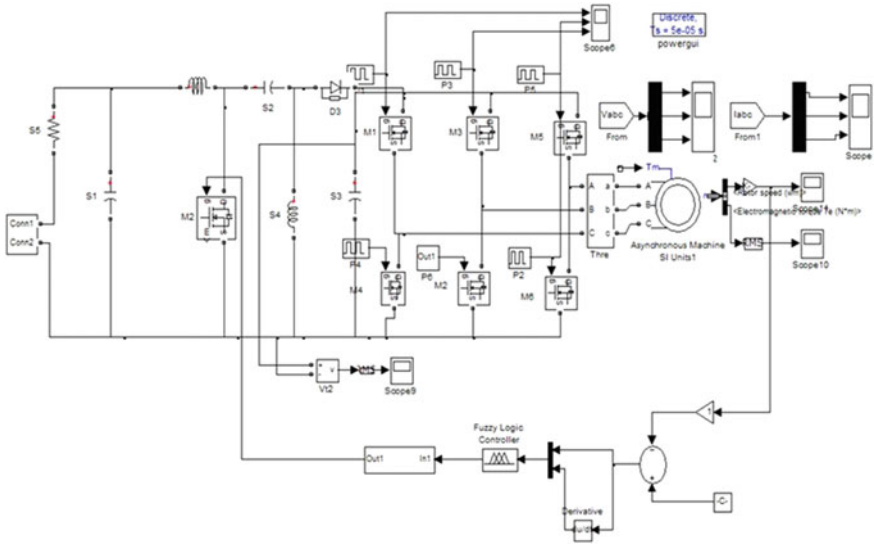 Discrete,
Ts = 5e-05 s
powergui
Scope6
S5
S2
D3
P3
P5
M1
M3
M5
Vabc
From
2
Iabc
From1
Scope
S1
M2
S4
S3
Tm
A
B
C
a
b
c
A
B
C
Thre
Asynchronous Machine
SI Units1
Scope10
Conn1
Conn2
P4
M4
Out1
P6
M2
P2
M6
Vt2
Scope9
1
Fuzzy Logic
Controller
Out1
In1
Derivative
du/dt
-C-